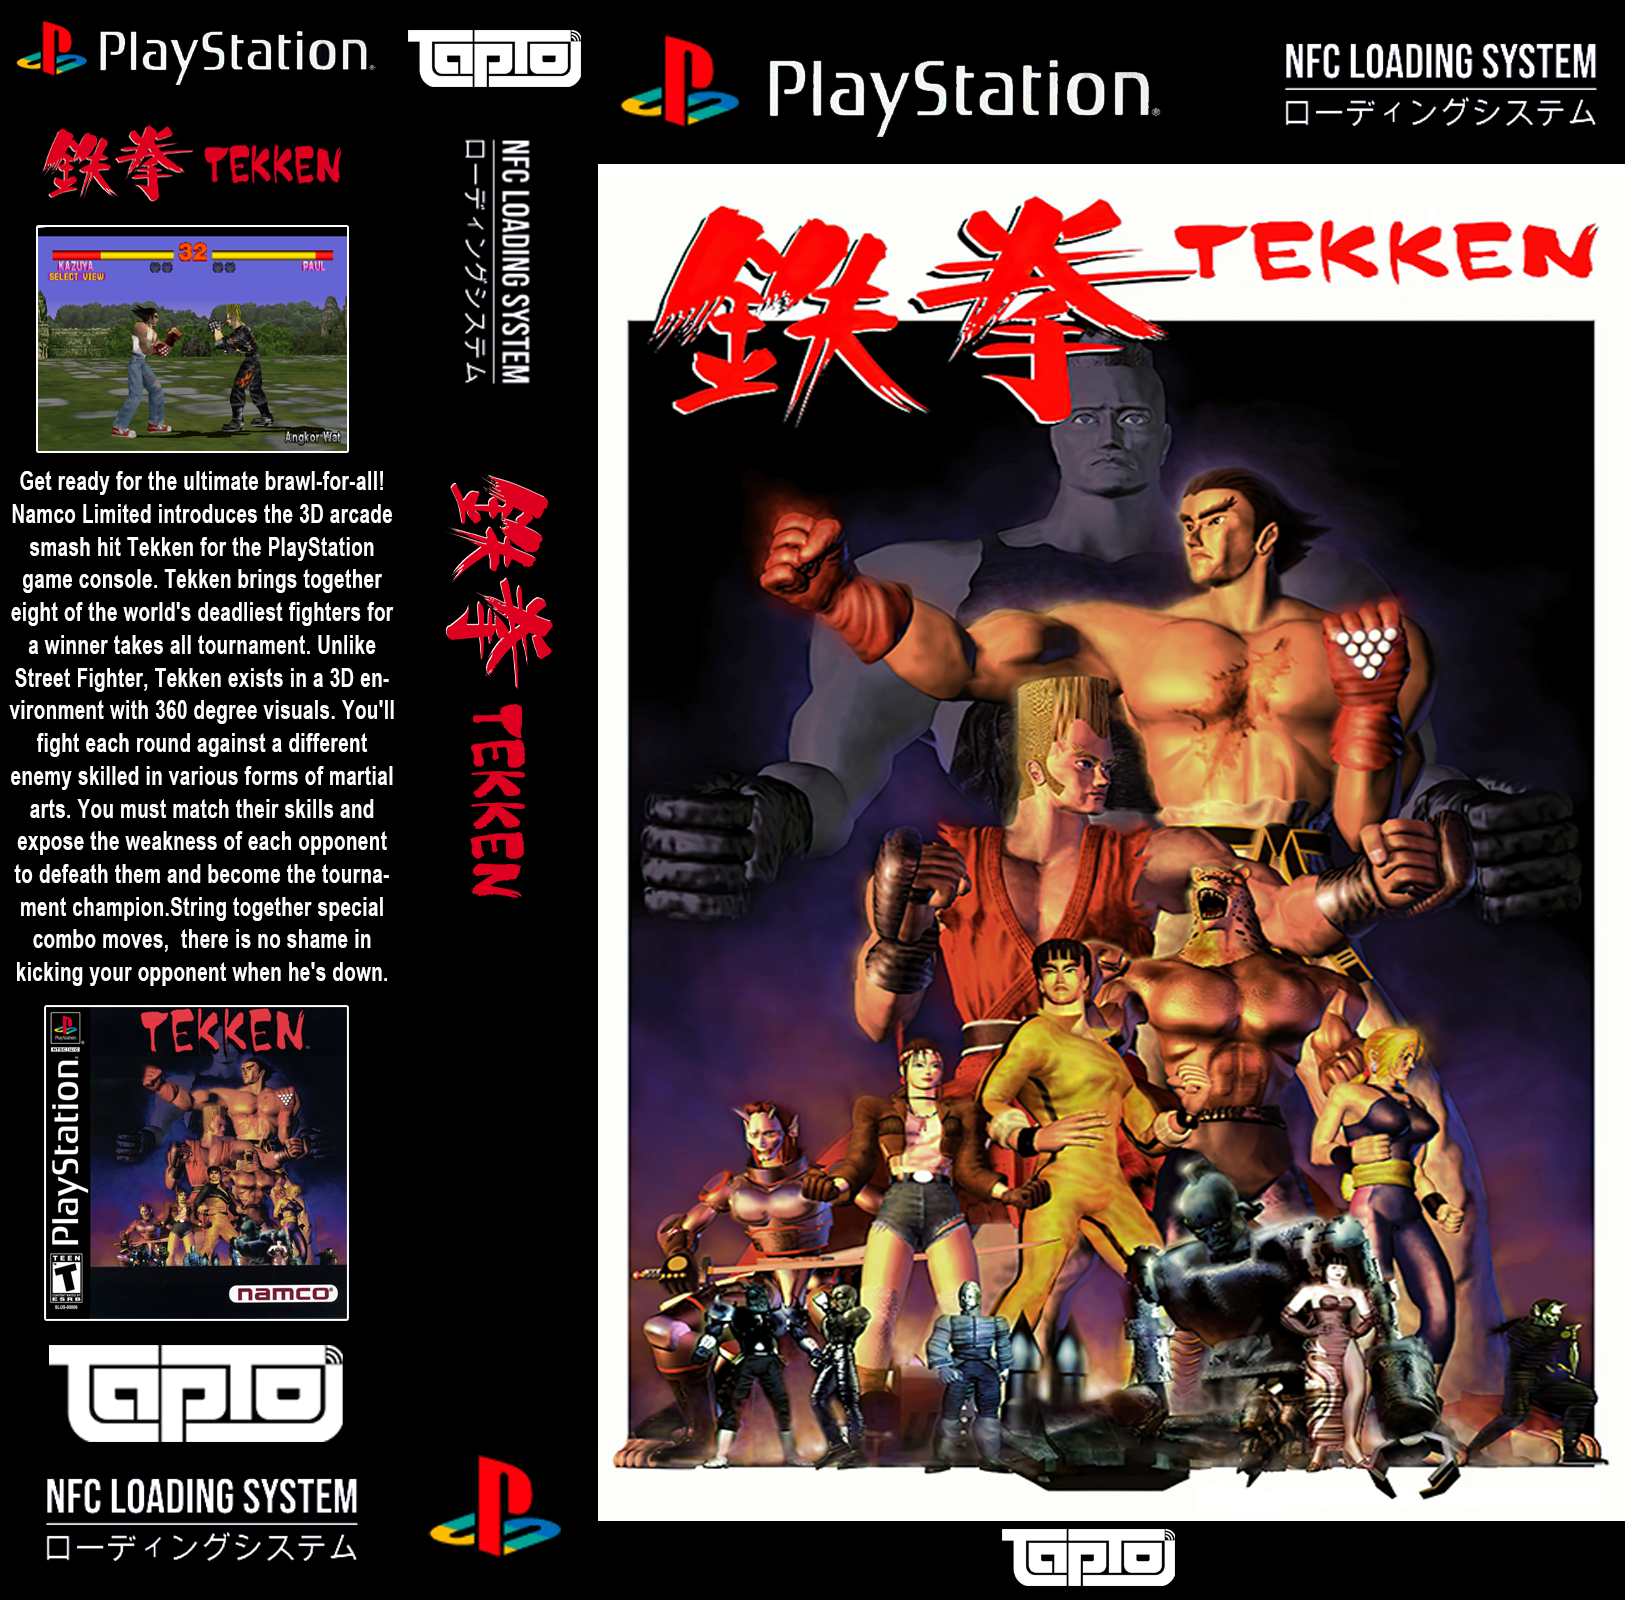 PlayStation
鉄拳 TEKKEN
32
KAZUYA
PAUL
SELECT VIEW
Angkor Wat
Get ready for the ultimate brawl-for-all!
Namco Limited introduces the 3D arcade
smash hit Tekken for the PlayStation
game console. Tekken brings together
eight of the world's deadliest fighters for
a winner takes all tournament. Unlike
Street Fighter, Tekken exists in a 3D en-
vironment with 360 degree visuals. You'll
fight each round against a different
enemy skilled in various forms of martial
arts. You must match their skills and
expose the weakness of each opponent
to defeath them and become the tourna-
ment champion.String together special
combo moves,  there is no shame in
kicking your opponent when he's down.
PlayStation
NTSC U/C
PlayStation
TEKKEN
TEEN
T
CONTENT RATED BY
ESRB
SLUS-00006
namco
TapTo
NFC LOADING SYSTEM
ローディングシステム
TapTo
NFC LOADING SYSTEM
ローディングシステム
鉄拳 TEKKEN
PlayStation
NFC LOADING SYSTEM
ローディングシステム
鉄拳 TEKKEN
TapTo